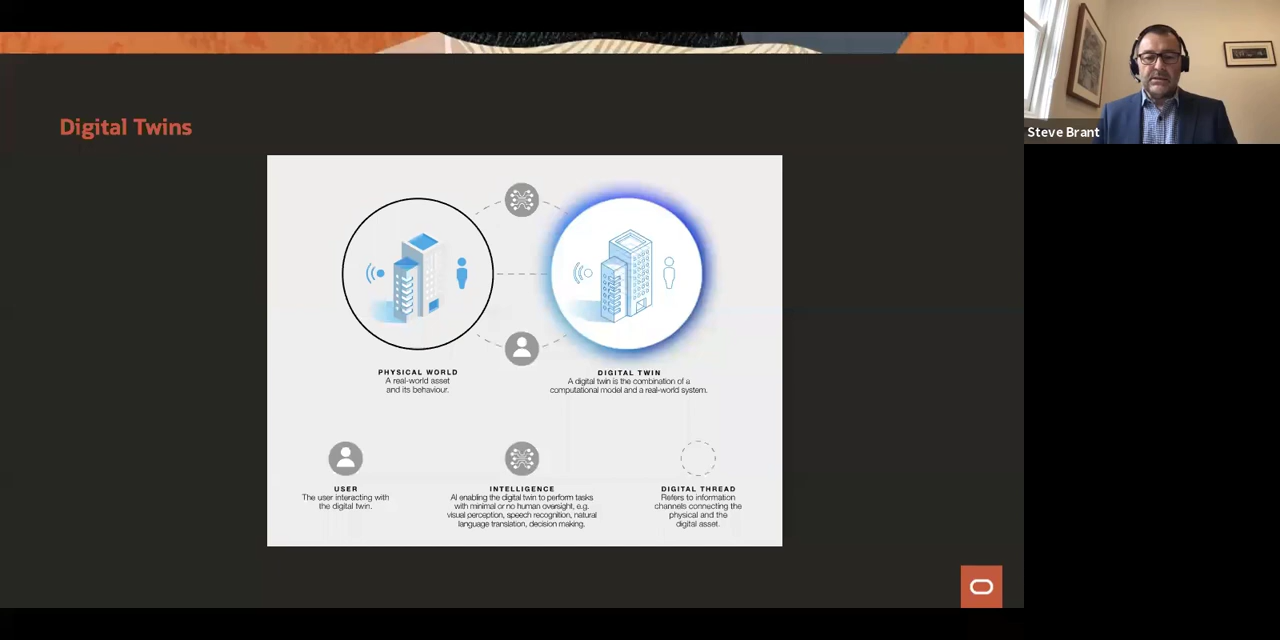 Digital Twins
Steve Brant
PHYSICAL WORLD
A real-world asset
and its behaviour.
DIGITAL TWIN
A digital twin is the combination of a
computational model and a real-world system.
USER
The user interacting with
the digital twin.
INTELLIGENCE
AI enabling the digital twin to perform tasks
with minimal or no human oversight, e.g.
visual perception, speech recognition, natural
language translation, decision making.
DIGITAL THREAD
Refers to information
channels connecting the
physical and the
digital asset.